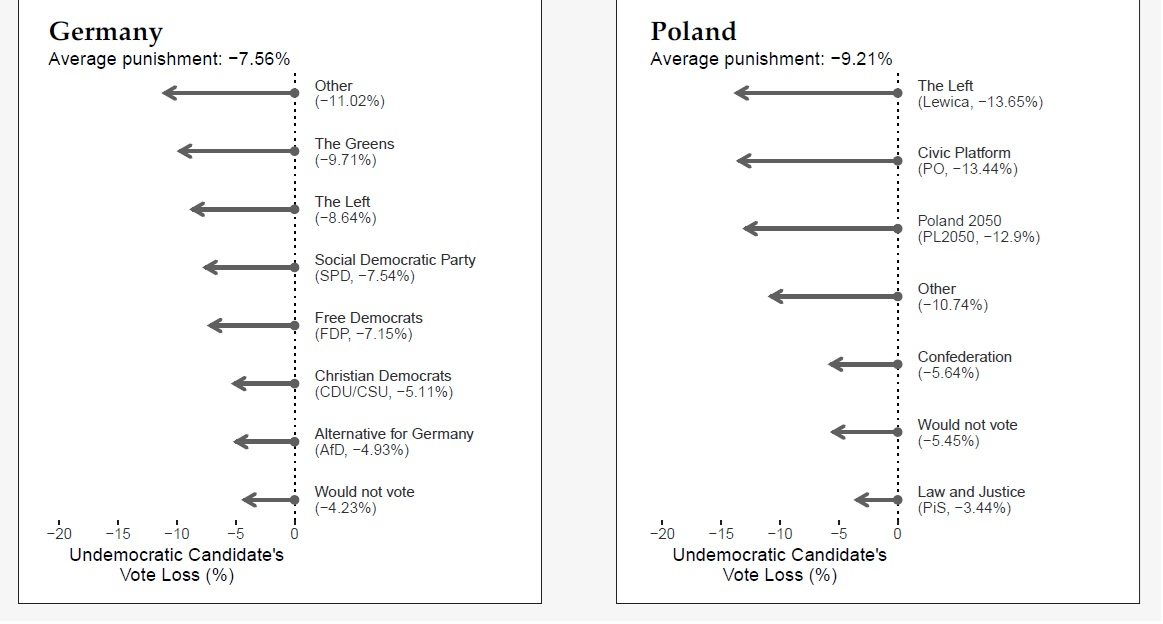 Germany
Average punishment: −7.56%
Other
(−11.02%)
The Greens
(−9.71%)
The Left
(−8.64%)
Social Democratic Party
(SPD, −7.54%)
Free Democrats
(FDP, −7.15%)
Christian Democrats
(CDU/CSU, −5.11%)
Alternative for Germany
(AfD, −4.93%)
Would not vote
(−4.23%)
−20 −15 −10 −5 0
Undemocratic Candidate's
Vote Loss (%)
Poland
Average punishment: −9.21%
The Left
(Lewica, −13.65%)
Civic Platform
(PO, −13.44%)
Poland 2050
(PL2050, −12.9%)
Other
(−10.74%)
Confederation
(−5.64%)
Would not vote
(−5.45%)
Law and Justice
(PiS, −3.44%)
−20 −15 −10 −5 0
Undemocratic Candidate's
Vote Loss (%)